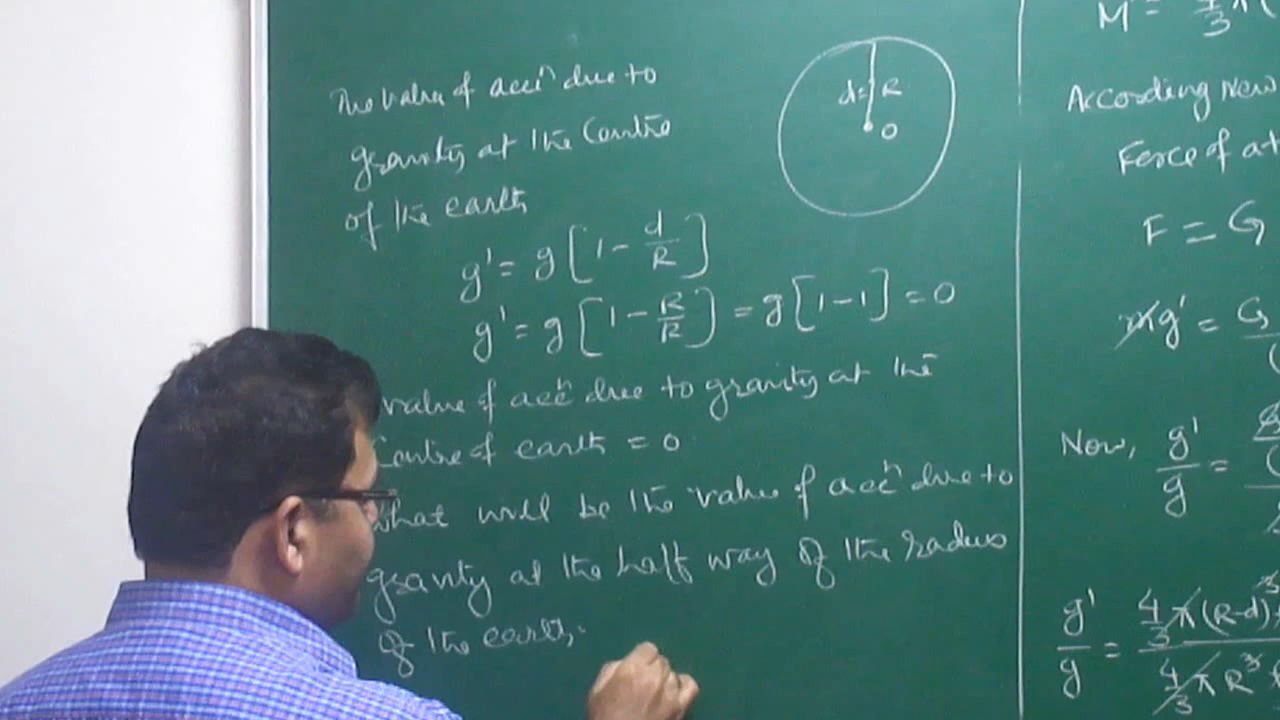 The value of accⁿ due to
gravity at the Centre
of the earth
g' = g [1 - d/R]
g' = g [1 - R/R] = g [1 - 1] = 0
value of accⁿ due to gravity at the
Centre of earth = 0
what will be the value of accⁿ due to
gravity at the half way of the radius
of the earth,
d= R
O
M = 4/3 π (
According New
Force of at
F = G
mg' = G
Now, g'/g =
g'/g = 4/3 π (R-d)³ / 4/3 π R³